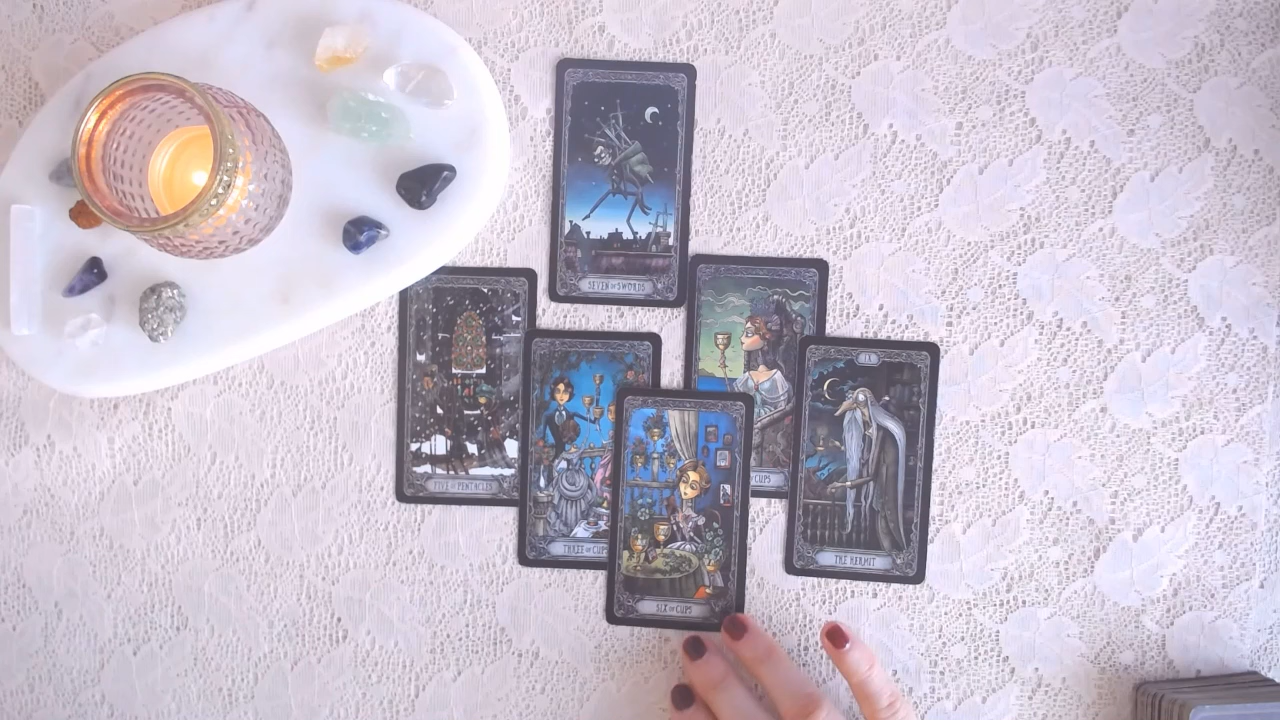 SEVEN OF SWORDS
FIVE OF PENTACLES
THREE OF CUPS
CUPS
IX
THE HERMIT
SIX OF CUPS